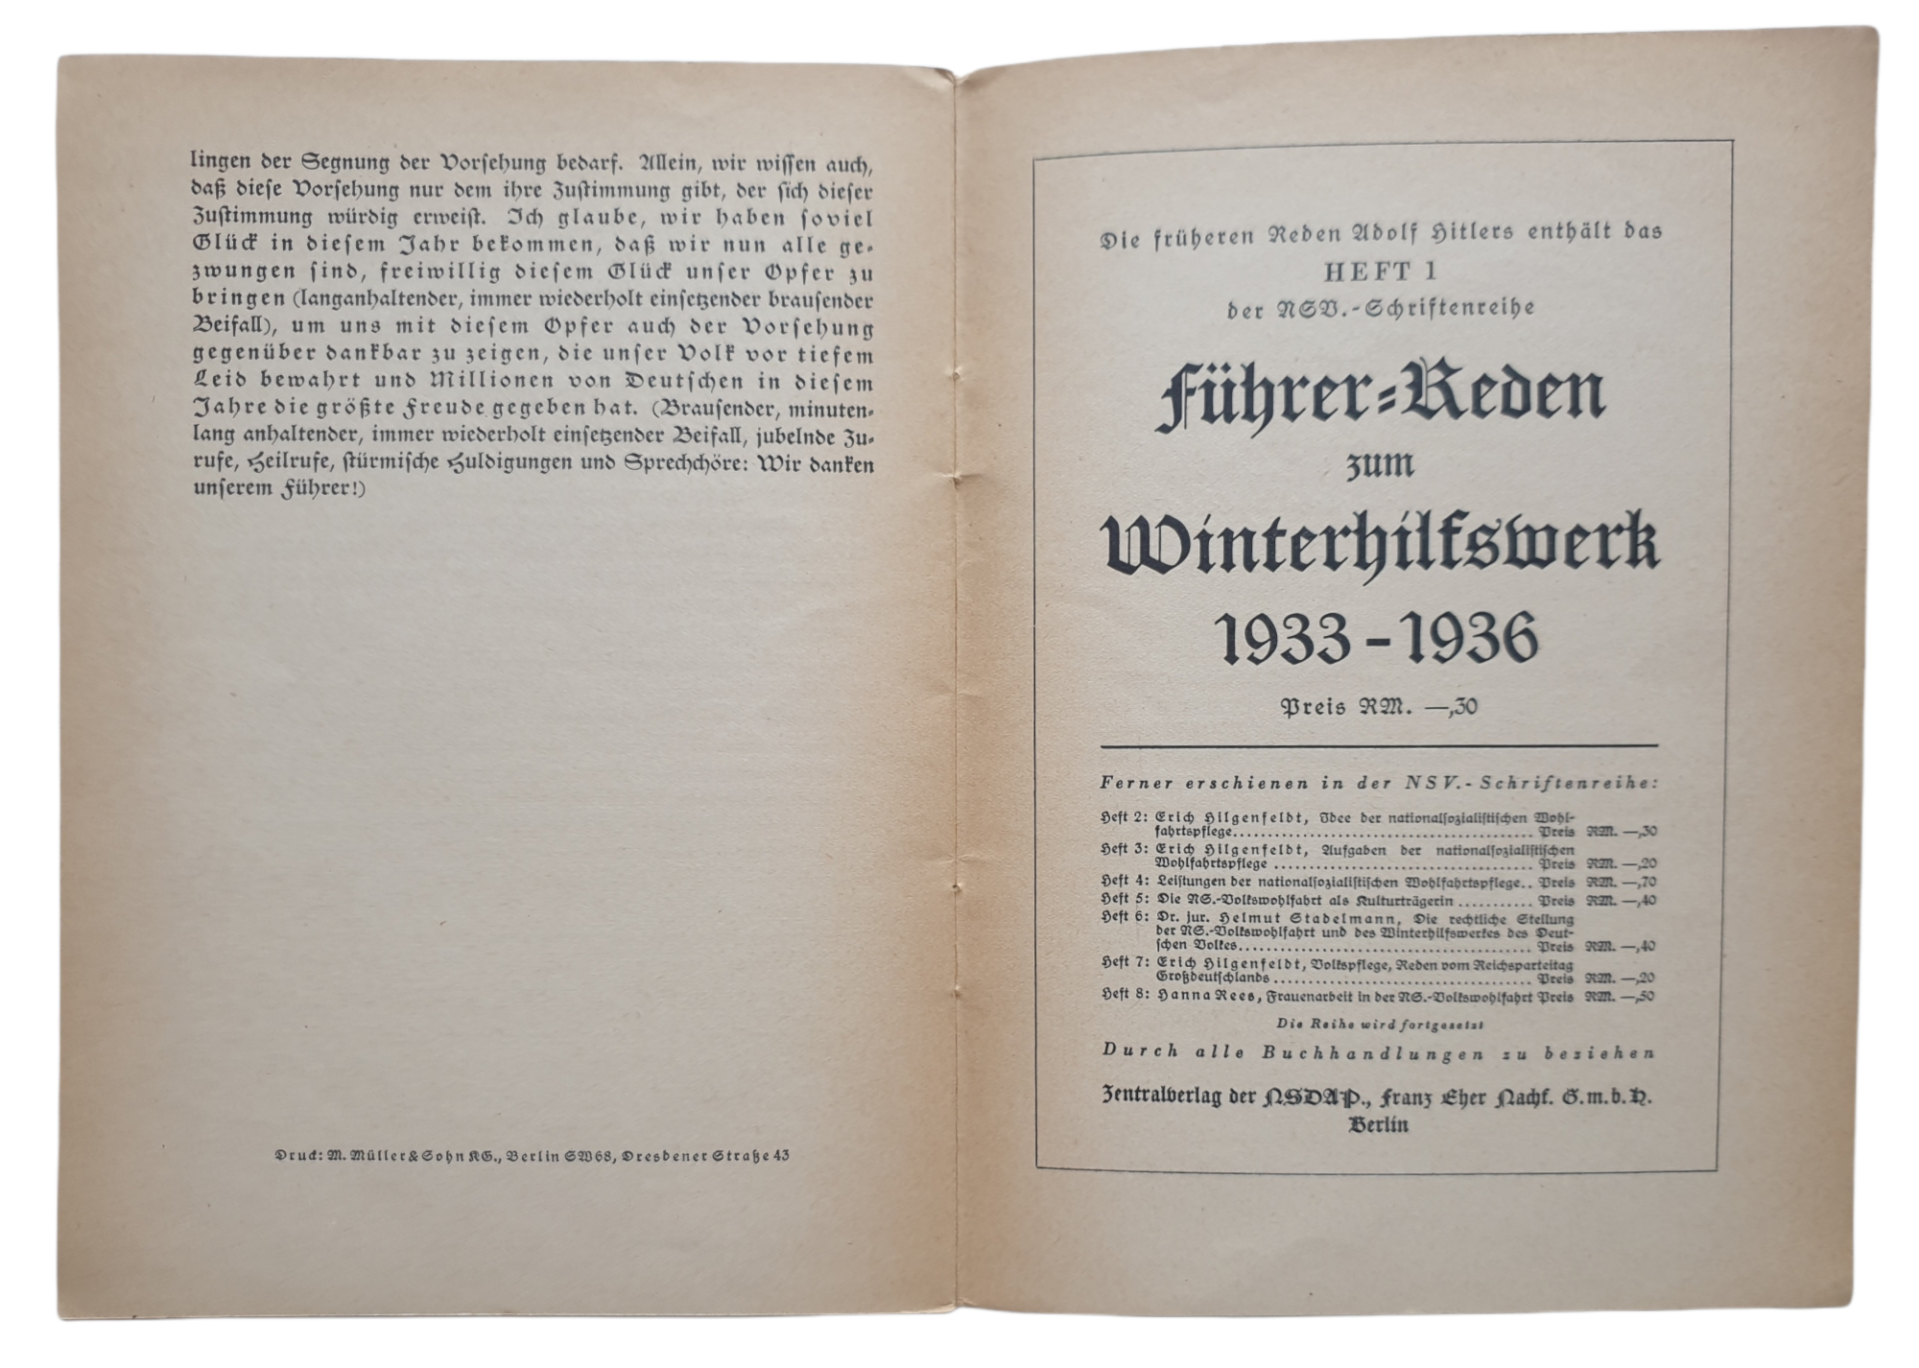 lingen der Segnung der Vorsehung bedarf. Allein, wir wissen auch,
daß diese Vorsehung nur dem ihre Zustimmung gibt, der sich dieser
Zustimmung würdig erweist. Ich glaube, wir haben soviel
Glück in diesem Jahr bekommen, daß wir nun alle ge-
zwungen sind, freiwillig diesem Glück unser Opfer zu
bringen (langanhaltender, immer wiederholt einsetzender brausender
Beifall), um uns mit diesem Opfer auch der Vorsehung
gegenüber dankbar zu zeigen, die unser Volk vor tiefem
Leid bewahrt und Millionen von Deutschen in diesem
Jahre die größte Freude gegeben hat. (Brausender, minuten-
lang anhaltender, immer wiederholt einsetzender Beifall, jubelnde Zu-
rufe, Heilrufe, stürmische Huldigungen und Sprechchöre: Wir danken
unserem Führer!)
Druck: M. Müller & Sohn KG., Berlin SW 68, Dresdener Straße 43
Die früheren Reden Adolf Hitlers enthält das
HEFT 1
der NSV.-Schriftenreihe
Führer-Reden
zum
Winterhilfswerk
1933-1936
Preis RM. —,30
Ferner erschienen in der NSV.-Schriftenreihe:
Heft 2: Erich Hilgenfeldt, Idee der nationalsozialistischen Wohl-
fahrtspflege.......... Preis RM. —,30
Heft 3: Erich Hilgenfeldt, Aufgaben der nationalsozialistischen
Wohlfahrtspflege .......... Preis RM. —,20
Heft 4: Leistungen der nationalsozialistischen Wohlfahrtspflege.. Preis RM. —,70
Heft 5: Die NS.-Volkswohlfahrt als Kulturträgerin .......... Preis RM. —,40
Heft 6: Dr. jur. Helmut Stadelmann, Die rechtliche Stellung
der NS.-Volkswohlfahrt und des Winterhilfswerkes des Deut-
schen Volkes.......... Preis RM. —,40
Heft 7: Erich Hilgenfeldt, Volkspflege, Reden vom Reichsparteitag
Großdeutschlands .......... Preis RM. —,20
Heft 8: Hanna Rees, Frauenarbeit in der NS.-Volkswohlfahrt Preis RM. —,50
Die Reihe wird fortgesetzt
Durch alle Buchhandlungen zu beziehen
Zentralverlag der NSDAP., Franz Eher Nachf. G.m.b.H.
Berlin